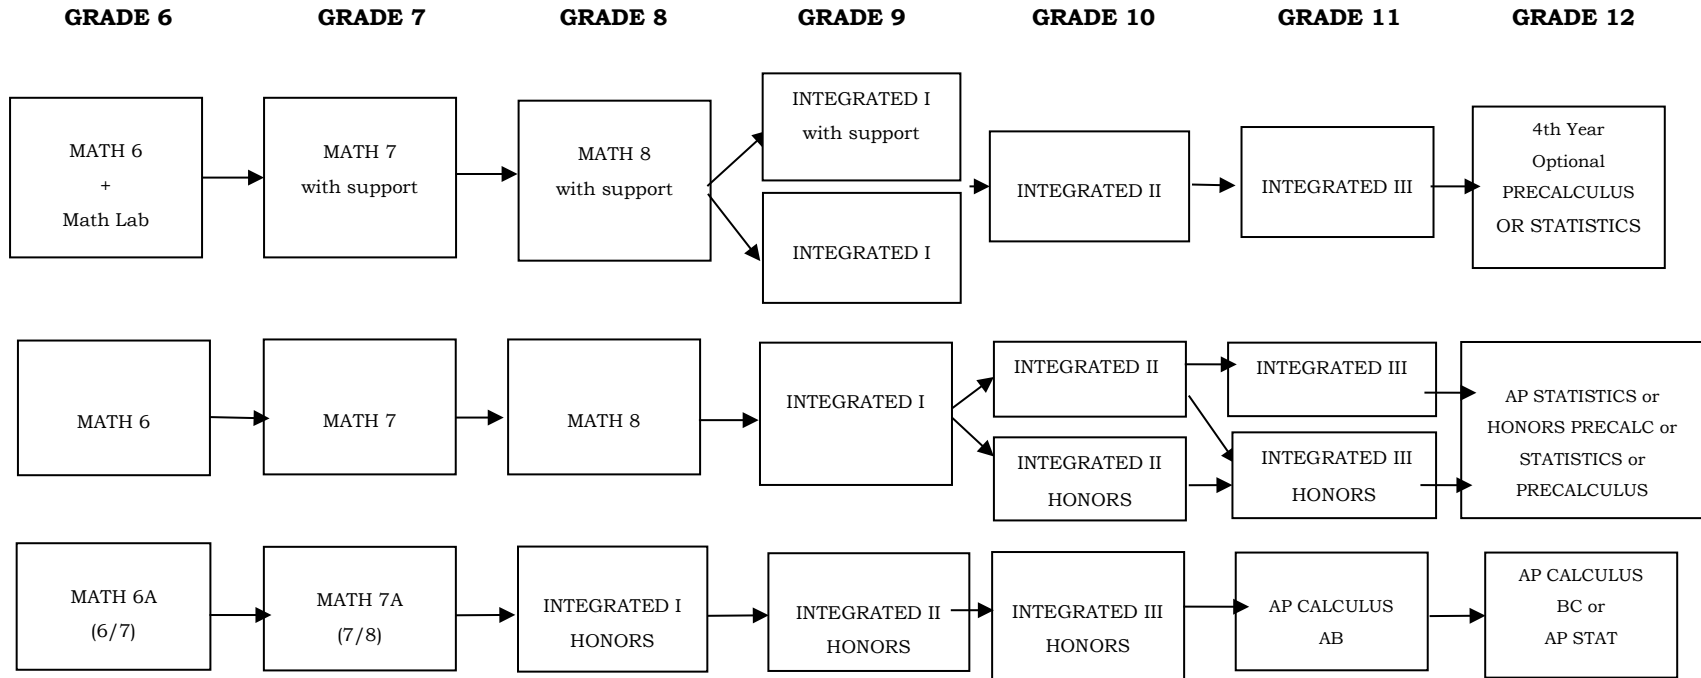 GRADE 6
GRADE 7
GRADE 8
GRADE 9
GRADE 10
GRADE 11
GRADE 12
MATH 6
+
Math Lab
MATH 7
with support
MATH 8
with support
INTEGRATED I
with support
INTEGRATED I
INTEGRATED II
INTEGRATED III
4th Year
Optional
PRECALCULUS
OR STATISTICS
MATH 6
MATH 7
MATH 8
INTEGRATED I
INTEGRATED II
INTEGRATED II
HONORS
INTEGRATED III
INTEGRATED III
HONORS
AP STATISTICS or
HONORS PRECALC or
STATISTICS or
PRECALCULUS
MATH 6A
(6/7)
MATH 7A
(7/8)
INTEGRATED I
HONORS
INTEGRATED II
HONORS
INTEGRATED III
HONORS
AP CALCULUS
AB
AP CALCULUS
BC or
AP STAT